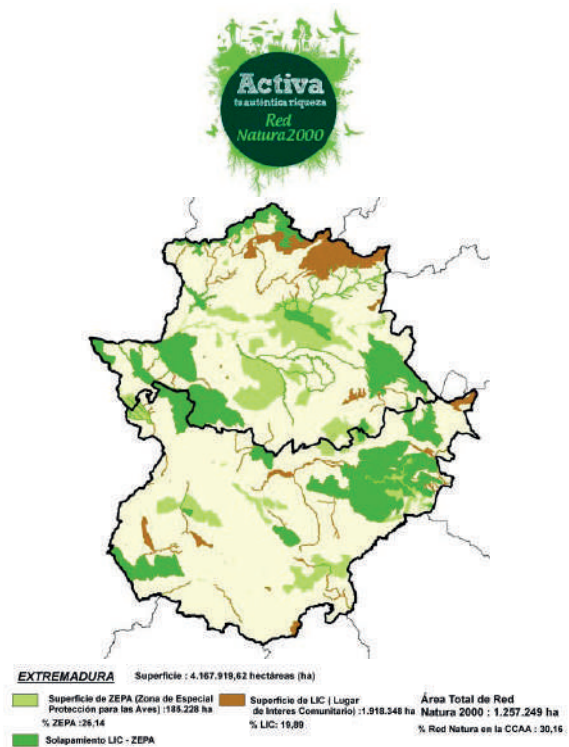 Activa
tu auténtica riqueza
Red
Natura2000
EXTREMADURA Superficie : 4.167.919,62 hectáreas (ha)
Superficie de ZEPA (Zona de Especial
Protección para las Aves) :185.228 ha
% ZEPA :26,14
Solapamiento LIC - ZEPA
Superficie de LIC ( Lugar
de Interes Comunitario) :1.918.348 ha
% LIC: 19,89
Área Total de Red
Natura 2000 : 1.257.249 ha
% Red Natura en la CCAA : 30,16